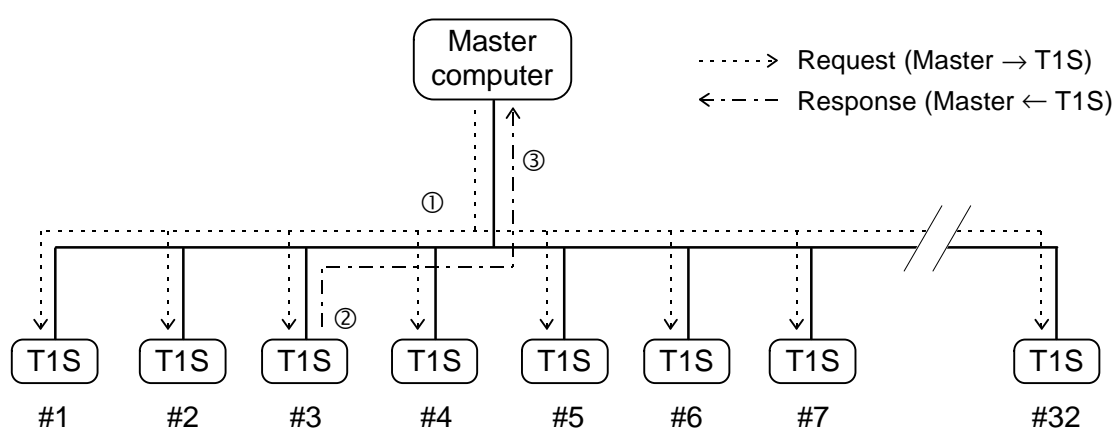 Master
computer
Request (Master → T1S)
Response (Master ← T1S)
③
①
②
T1S T1S T1S T1S T1S T1S T1S T1S
#1 #2 #3 #4 #5 #6 #7 #32